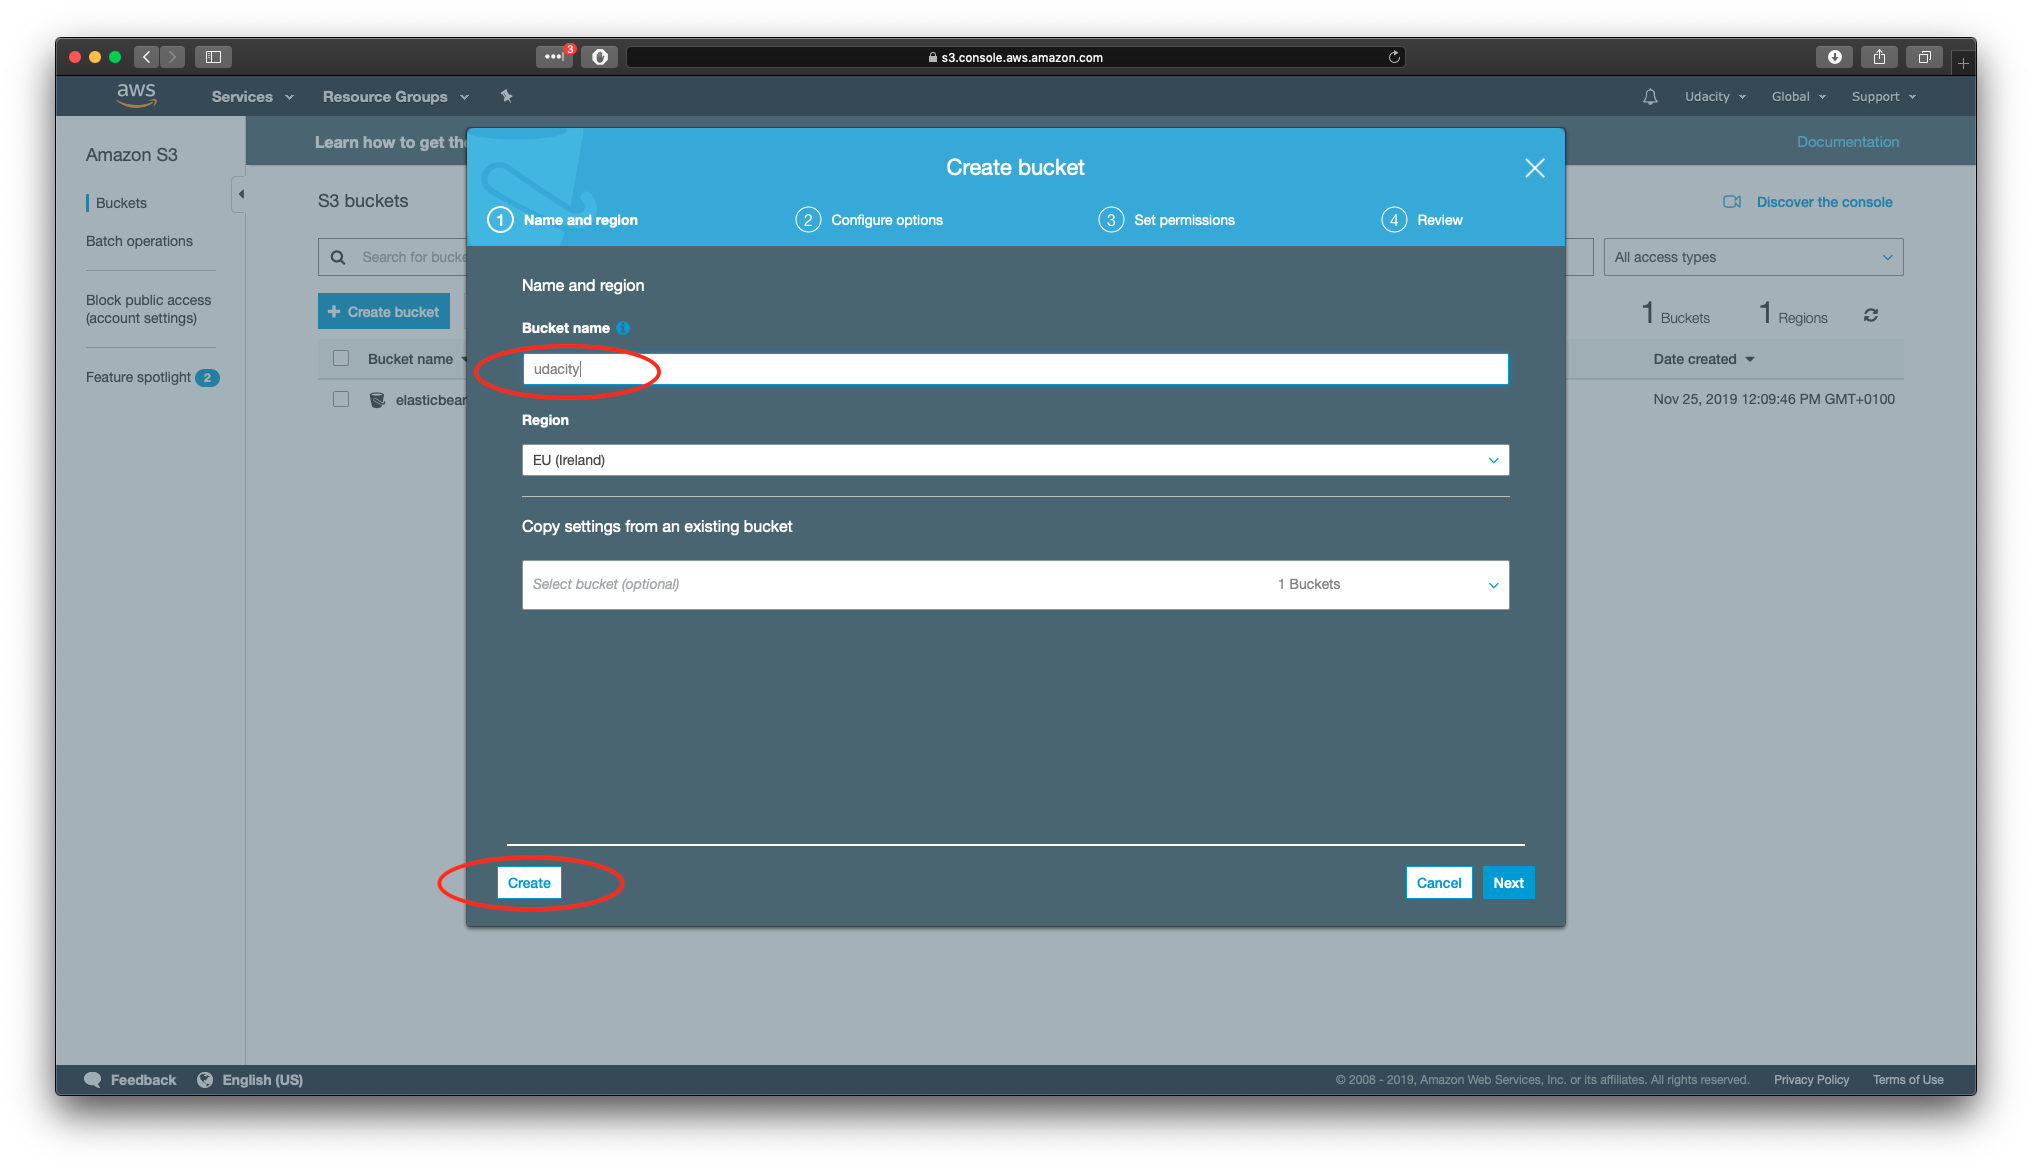 3
s3.console.aws.amazon.com
aws
Services
Resource Groups
Udacity
Global
Support
Amazon S3
Buckets
Batch operations
Block public access
(account settings)
Feature spotlight 2
Learn how to get the
Documentation
S3 buckets
Discover the console
Search for bucke
All access types
+ Create bucket
1 Buckets
1 Regions
Bucket name
Date created
elasticbean
Nov 25, 2019 12:09:46 PM GMT+0100
Create bucket
1 Name and region
2 Configure options
3 Set permissions
4 Review
Name and region
Bucket name
udacity
Region
EU (Ireland)
Copy settings from an existing bucket
Select bucket (optional)
1 Buckets
Create
Cancel
Next
Feedback
English (US)
© 2008 - 2019, Amazon Web Services, Inc. or its affiliates. All rights reserved.
Privacy Policy
Terms of Use